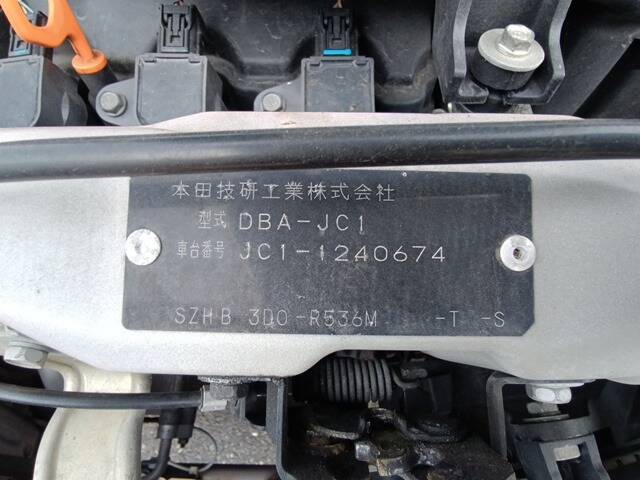 本田技研工業株式会社
型式 DBA-JC1
車台番号 JC1-1240674
SZHB 3D0-R536M -T -S